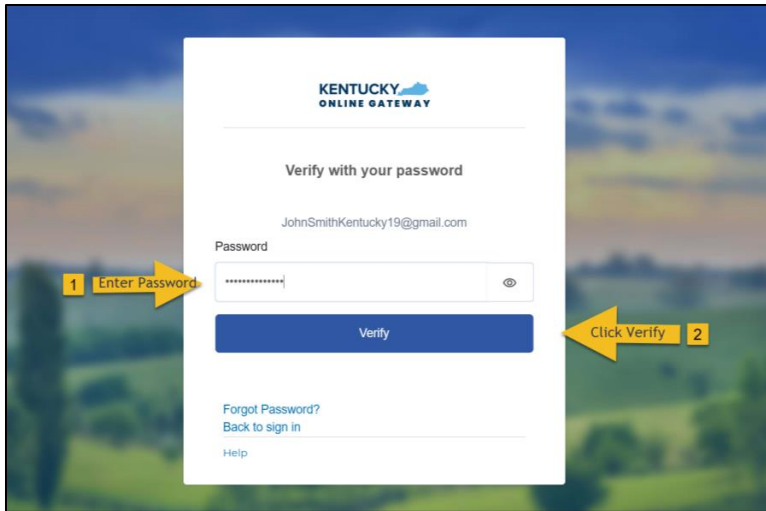 KENTUCKY
ONLINE GATEWAY
Verify with your password
JohnSmithKentucky19@gmail.com
Password
1 Enter Password
••••••••••••••
Verify
Click Verify 2
Forgot Password?
Back to sign in
Help